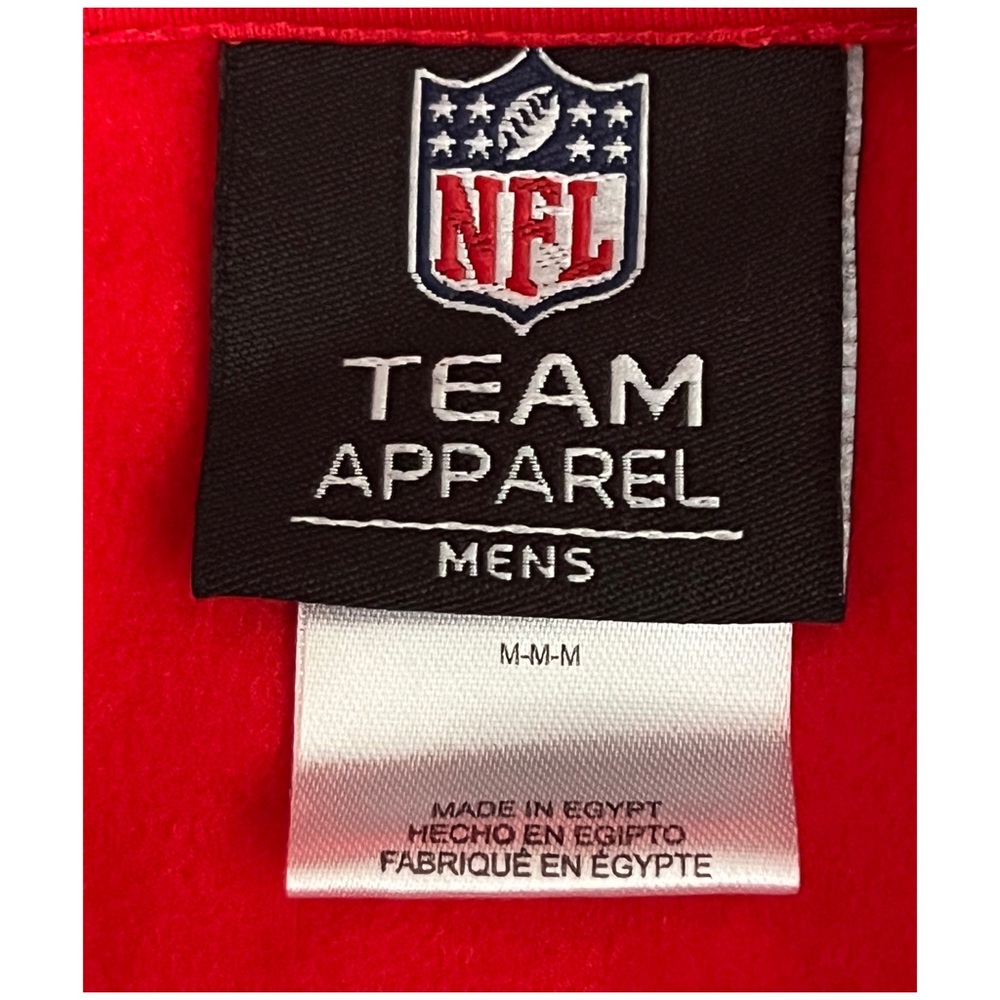 NFL
TEAM
APPAREL
MENS
M-M-M
MADE IN EGYPT
HECHO EN EGIPTO
FABRIQUÉ EN ÉGYPTE